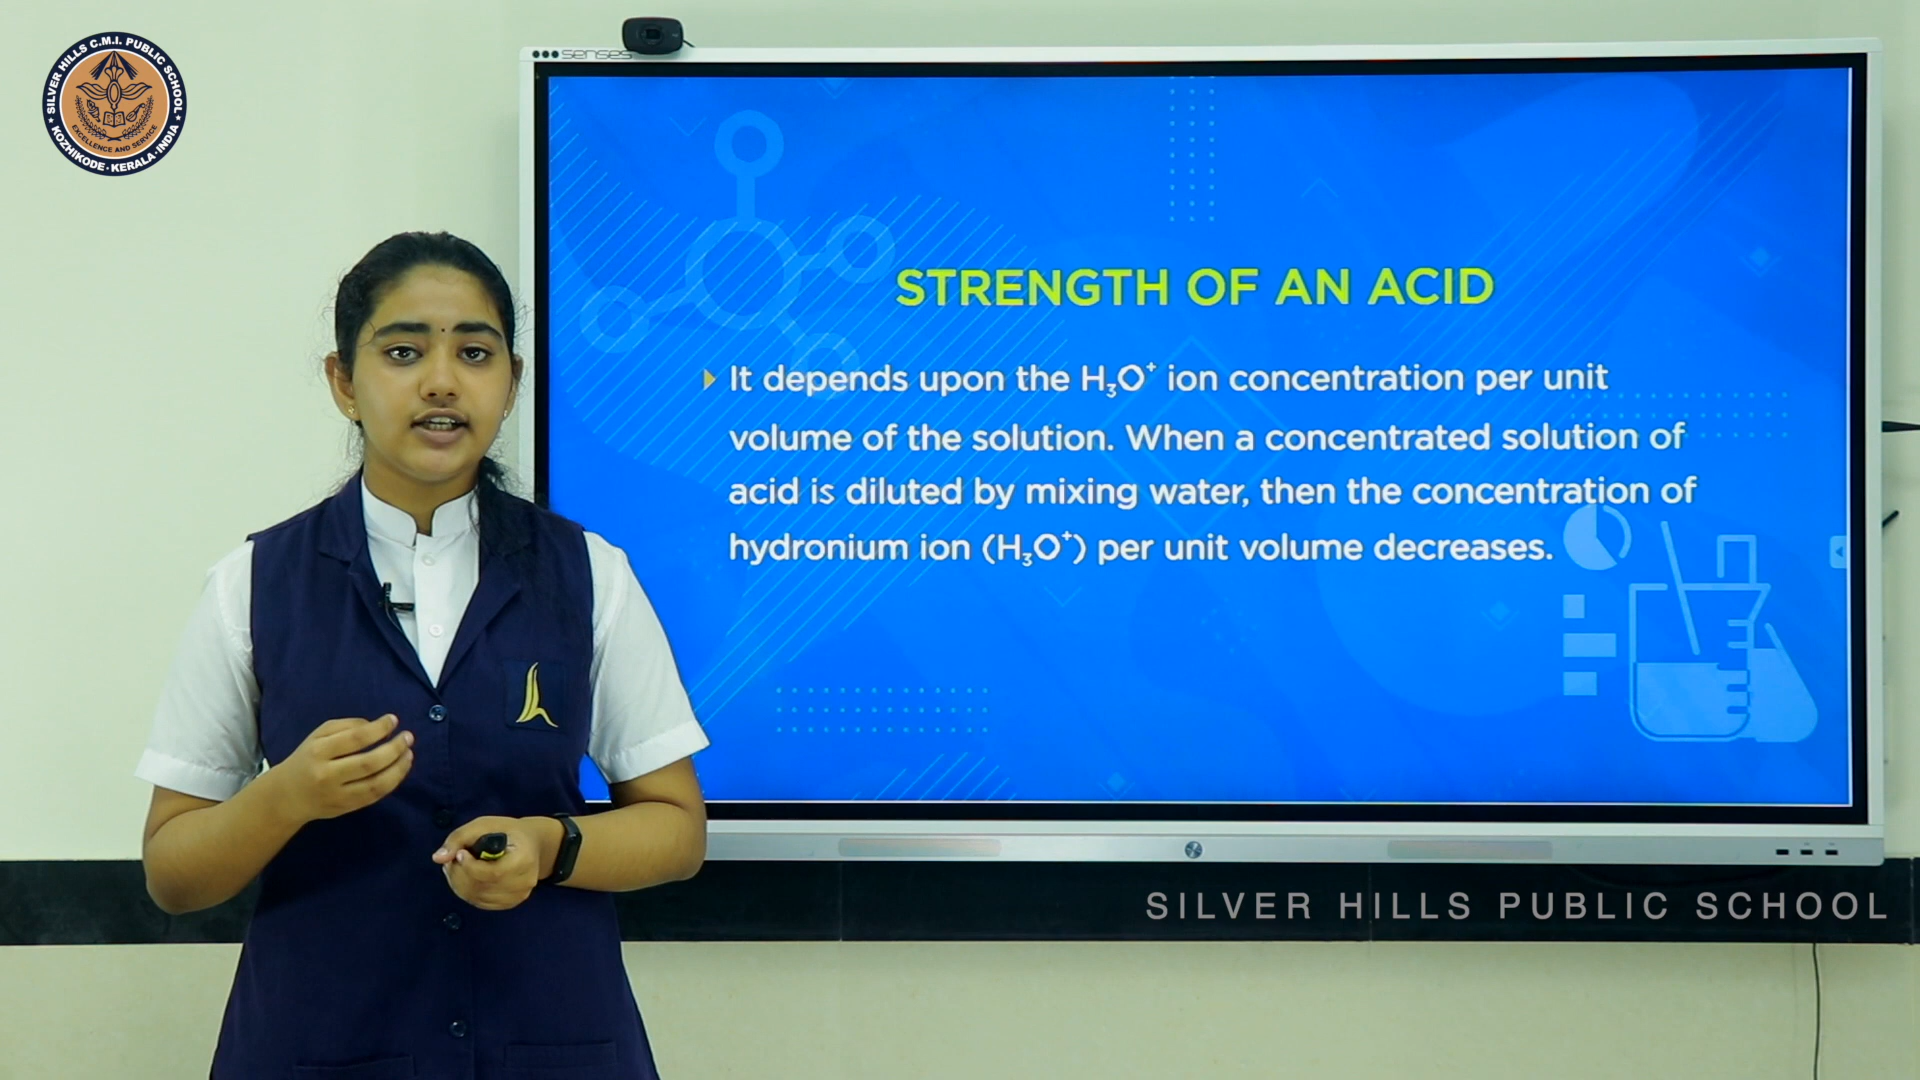 SILVER HILLS C.M.I. PUBLIC SCHOOL
EXCELLENCE AND SERVICE
KOZHIKODE · KERALA · INDIA
senses
STRENGTH OF AN ACID
It depends upon the H₃O⁺ ion concentration per unit
volume of the solution. When a concentrated solution of
acid is diluted by mixing water, then the concentration of
hydronium ion (H₃O⁺) per unit volume decreases.
SILVER HILLS PUBLIC SCHOOL